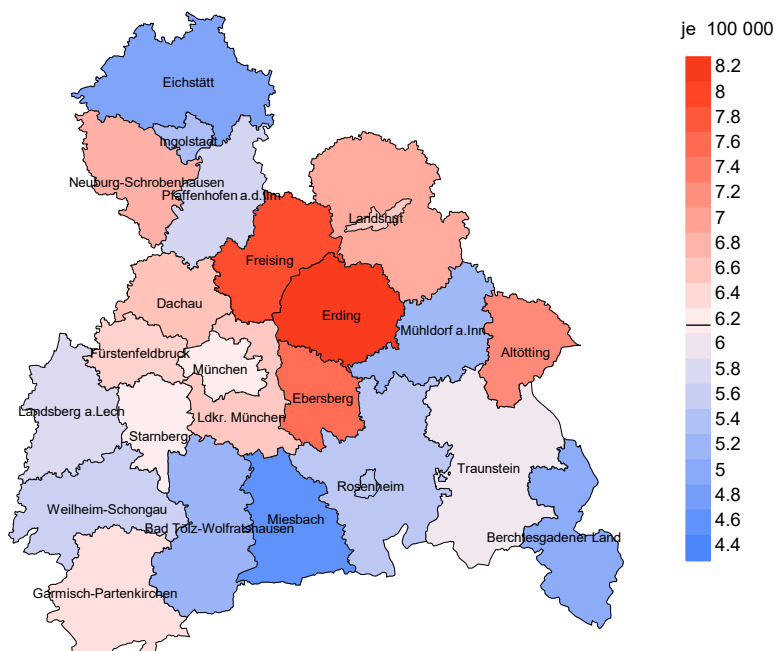 je 100 000
8.2
8
7.8
7.6
7.4
7.2
7
6.8
6.6
6.4
6.2
6
5.8
5.6
5.4
5.2
5
4.8
4.6
4.4
Eichstätt
Ingolstadt
Neuburg-Schrobenhausen
Pfaffenhofen a.d.Ilm
Landshut
Freising
Dachau
Erding
Mühldorf a.Inn
Altötting
Fürstenfeldbruck
München
Ebersberg
Landsberg a.Lech
Ldkr. München
Starnberg
Traunstein
Rosenheim
Weilheim-Schongau
Miesbach
Bad Tölz-Wolfratshausen
Berchtesgadener Land
Garmisch-Partenkirchen